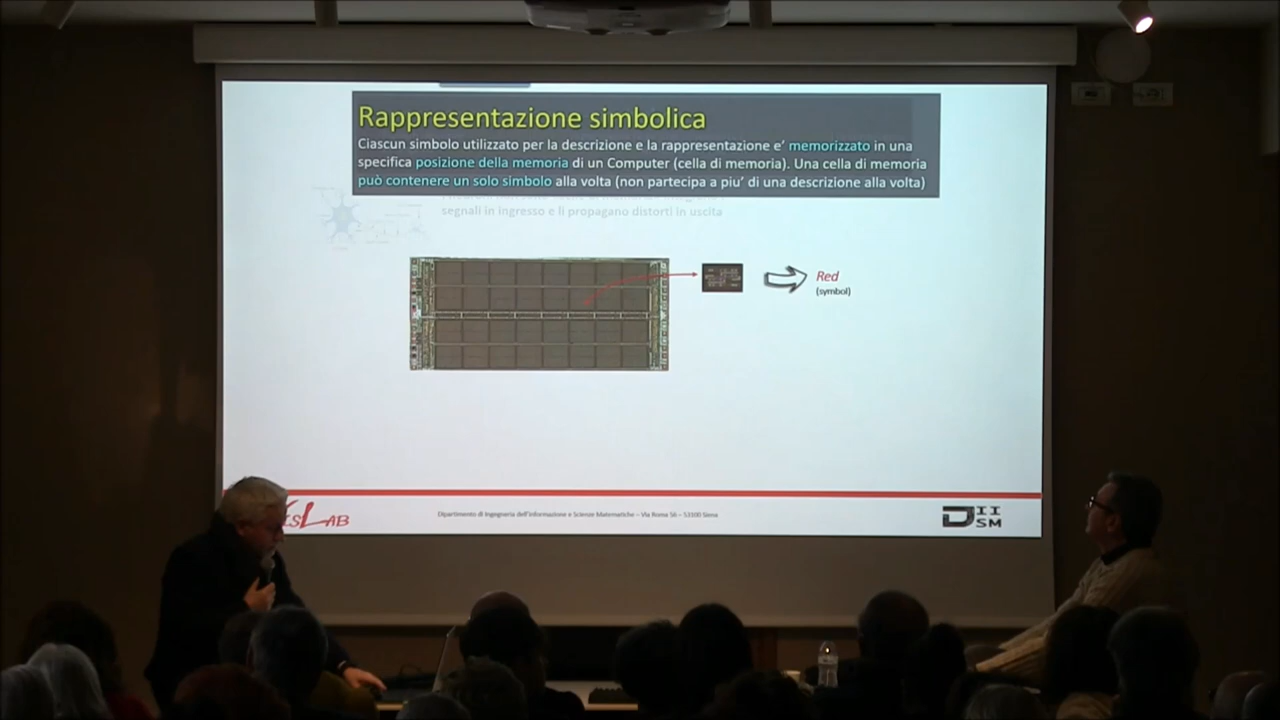 Rappresentazione simbolica
Ciascun simbolo utilizzato per la descrizione e la rappresentazione e' memorizzato in una
specifica posizione della memoria di un Computer (cella di memoria). Una cella di memoria
può contenere un solo simbolo alla volta (non partecipa a piu' di una descrizione alla volta)
segnali in ingresso e li propagano distorti in uscita
Red
(symbol)
ISLAB
Dipartimento di Ingegneria dell'Informazione e Scienze Matematiche – Via Roma 56 – 53100 Siena
DII
SM